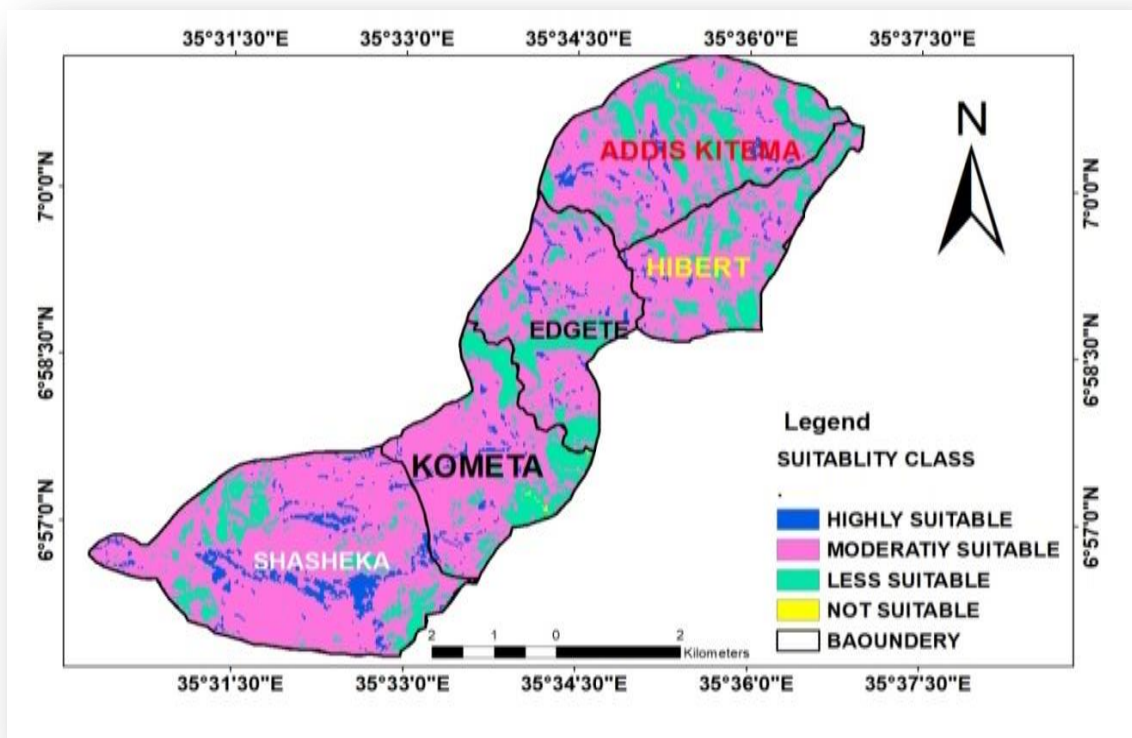 35°31'30"E 35°33'0"E 35°34'30"E 35°36'0"E 35°37'30"E
N
7°0'0"N
7°0'0"N
ADDIS KITEMA
HIBERT
EDGETE
6°58'30"N
6°58'30"N
KOMETA
SHASHEKA
6°57'0"N
6°57'0"N
Legend
SUITABLITY CLASS
HIGHLY SUITABLE
MODERATIY SUITABLE
LESS SUITABLE
NOT SUITABLE
BAOUNDERY
2 1 0 2
Kilometers
35°31'30"E 35°33'0"E 35°34'30"E 35°36'0"E 35°37'30"E